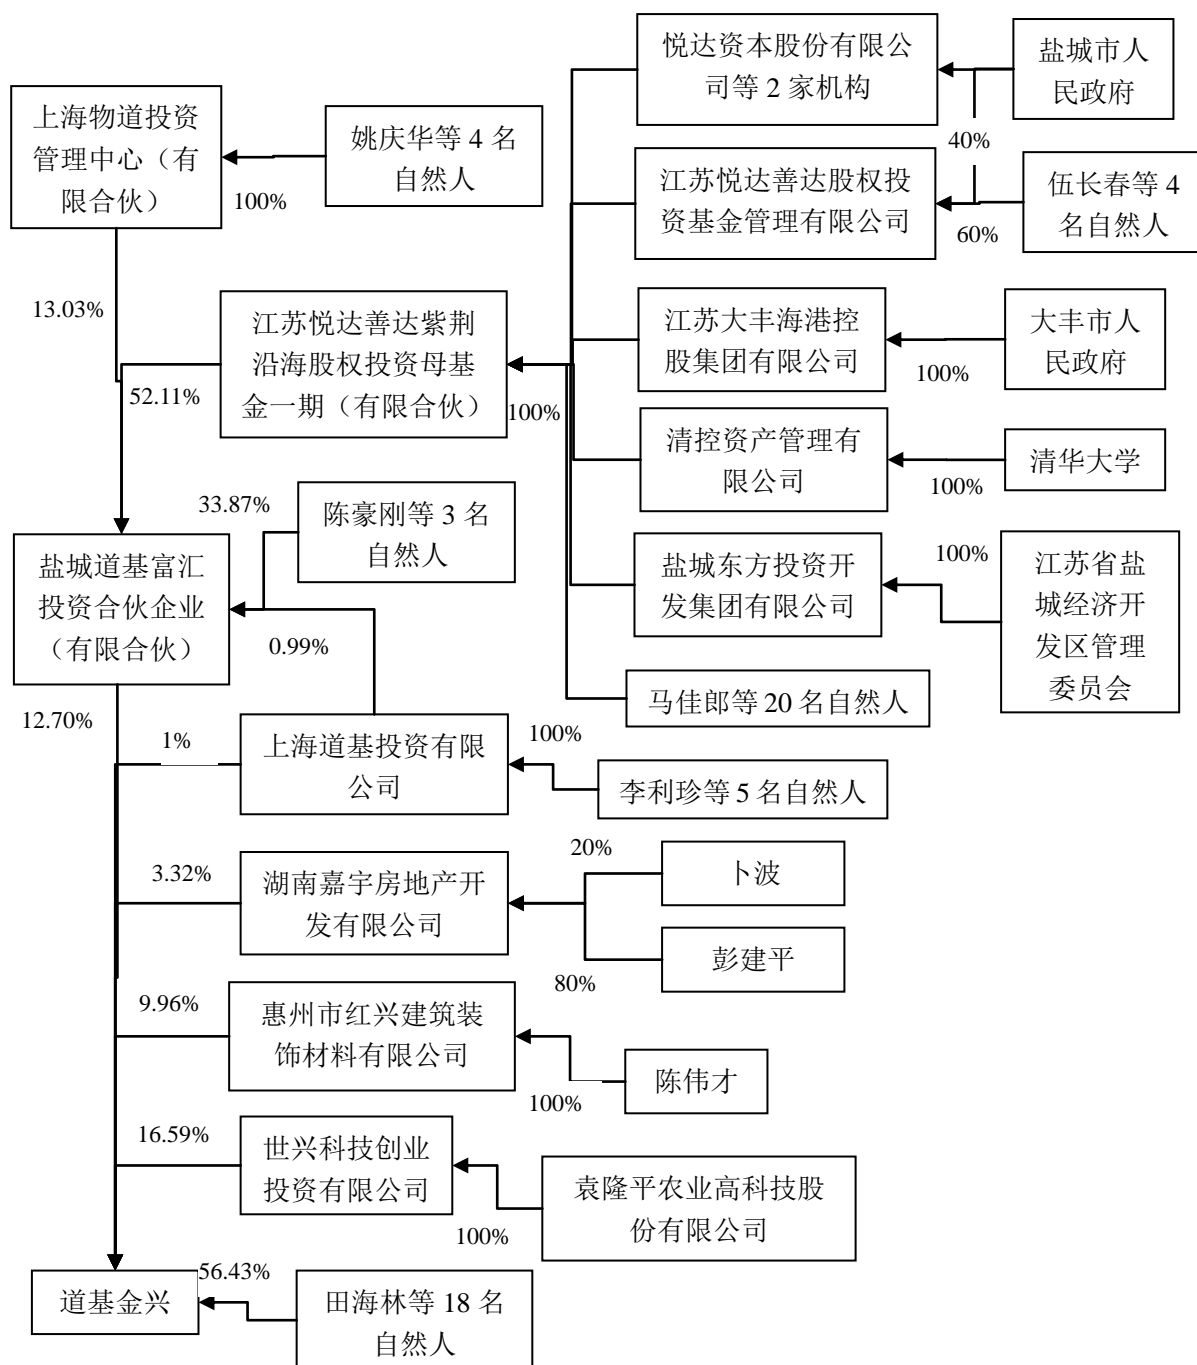 悦达资本股份有限公
司等 2 家机构
盐城市人
民政府
上海物道投资
管理中心（有
限合伙）
姚庆华等 4 名
自然人
100%
40%
江苏悦达善达股权投
资基金管理有限公司
伍长春等 4
名自然人
60%
13.03%
江苏悦达善达紫荆
沿海股权投资母基
金一期（有限合伙）
52.11%
100%
江苏大丰海港控
股集团有限公司
大丰市人
民政府
100%
清控资产管理有
限公司
清华大学
100%
33.87%
陈豪刚等 3 名
自然人
盐城道基富汇
投资合伙企业
（有限合伙）
0.99%
盐城东方投资开
发集团有限公司
100%
江苏省盐
城经济开
发区管理
委员会
马佳郎等 20 名自然人
12.70%
1%
上海道基投资有限
公司
100%
李利珍等 5 名自然人
3.32%
湖南嘉宇房地产开
发有限公司
20%
卜波
彭建平
80%
9.96%
惠州市红兴建筑装
饰材料有限公司
陈伟才
100%
16.59%
世兴科技创业
投资有限公司
袁隆平农业高科技股
份有限公司
100%
道基金兴
56.43%
田海林等 18 名
自然人